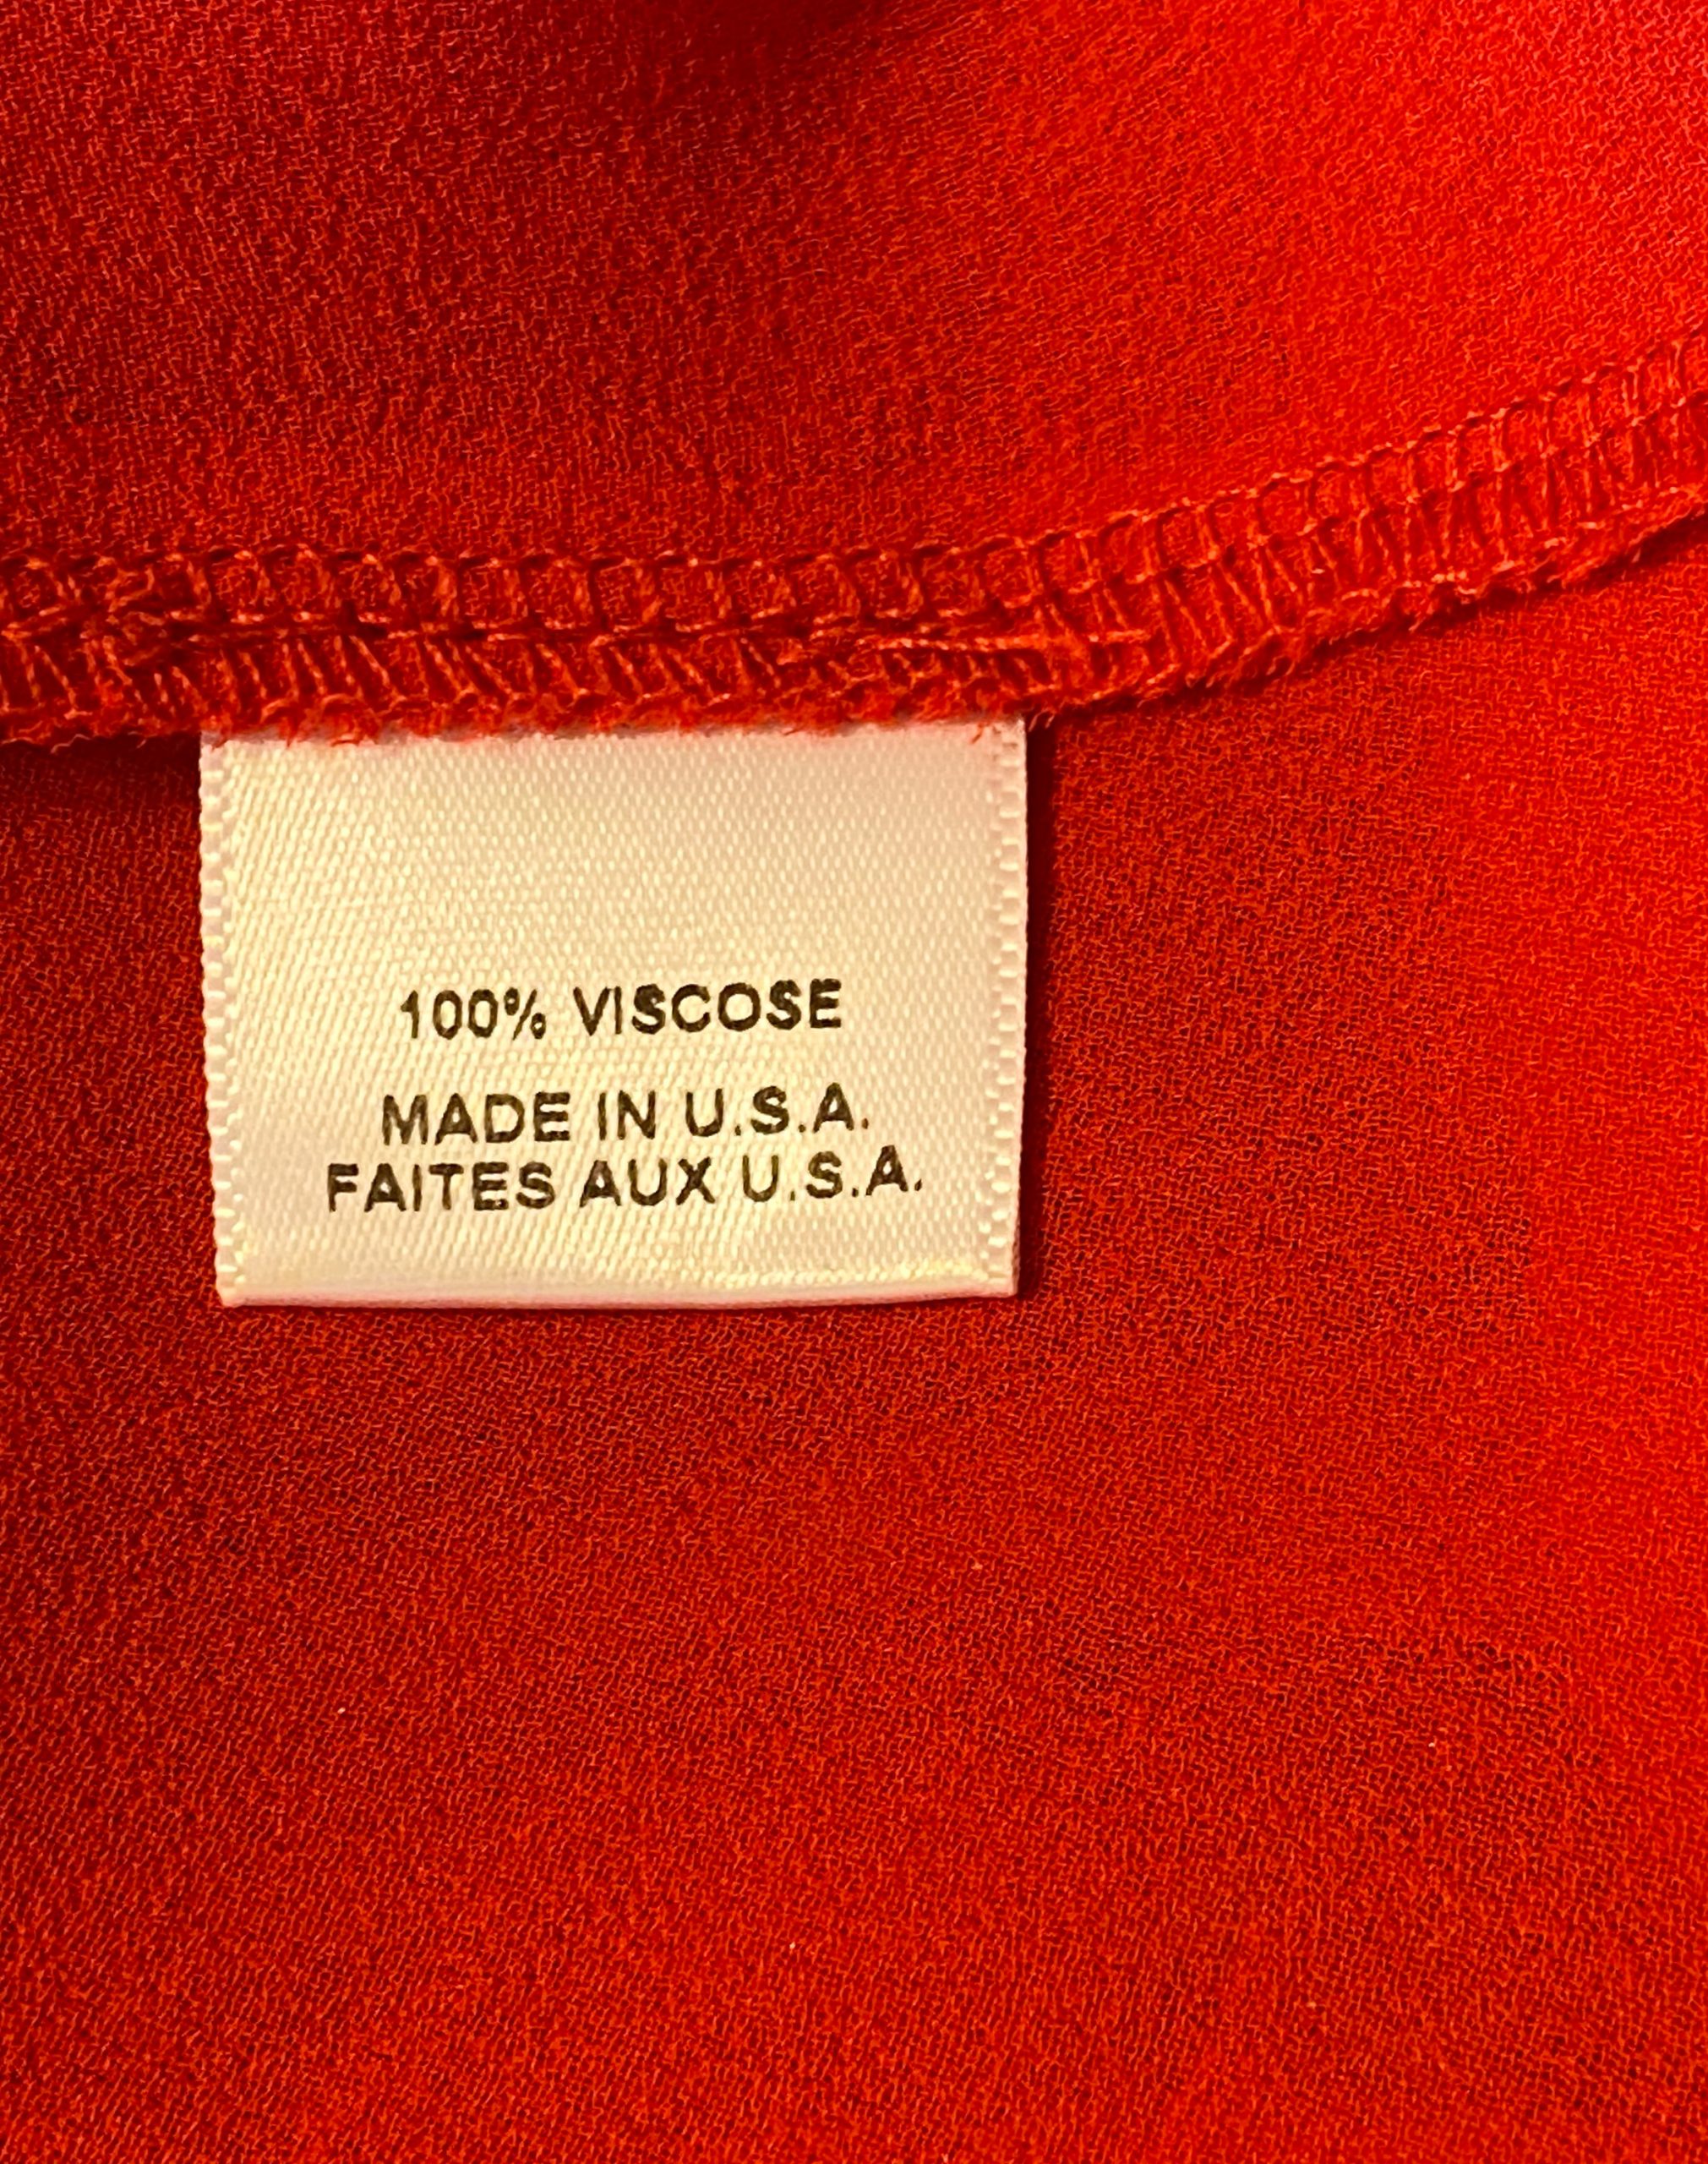 100% VISCOSE
MADE IN U.S.A.
FAITES AUX U.S.A.